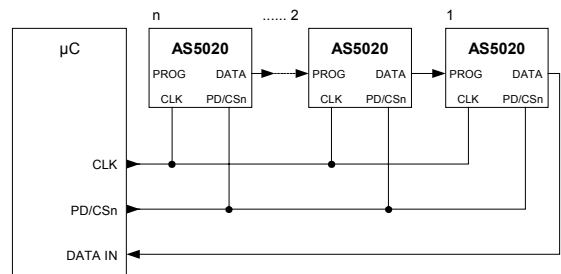 n ...... 2 1
µC
AS5020 AS5020 AS5020
PROG DATA PROG DATA PROG DATA
CLK PD/CSn CLK PD/CSn CLK PD/CSn
CLK
PD/CSn
DATA IN